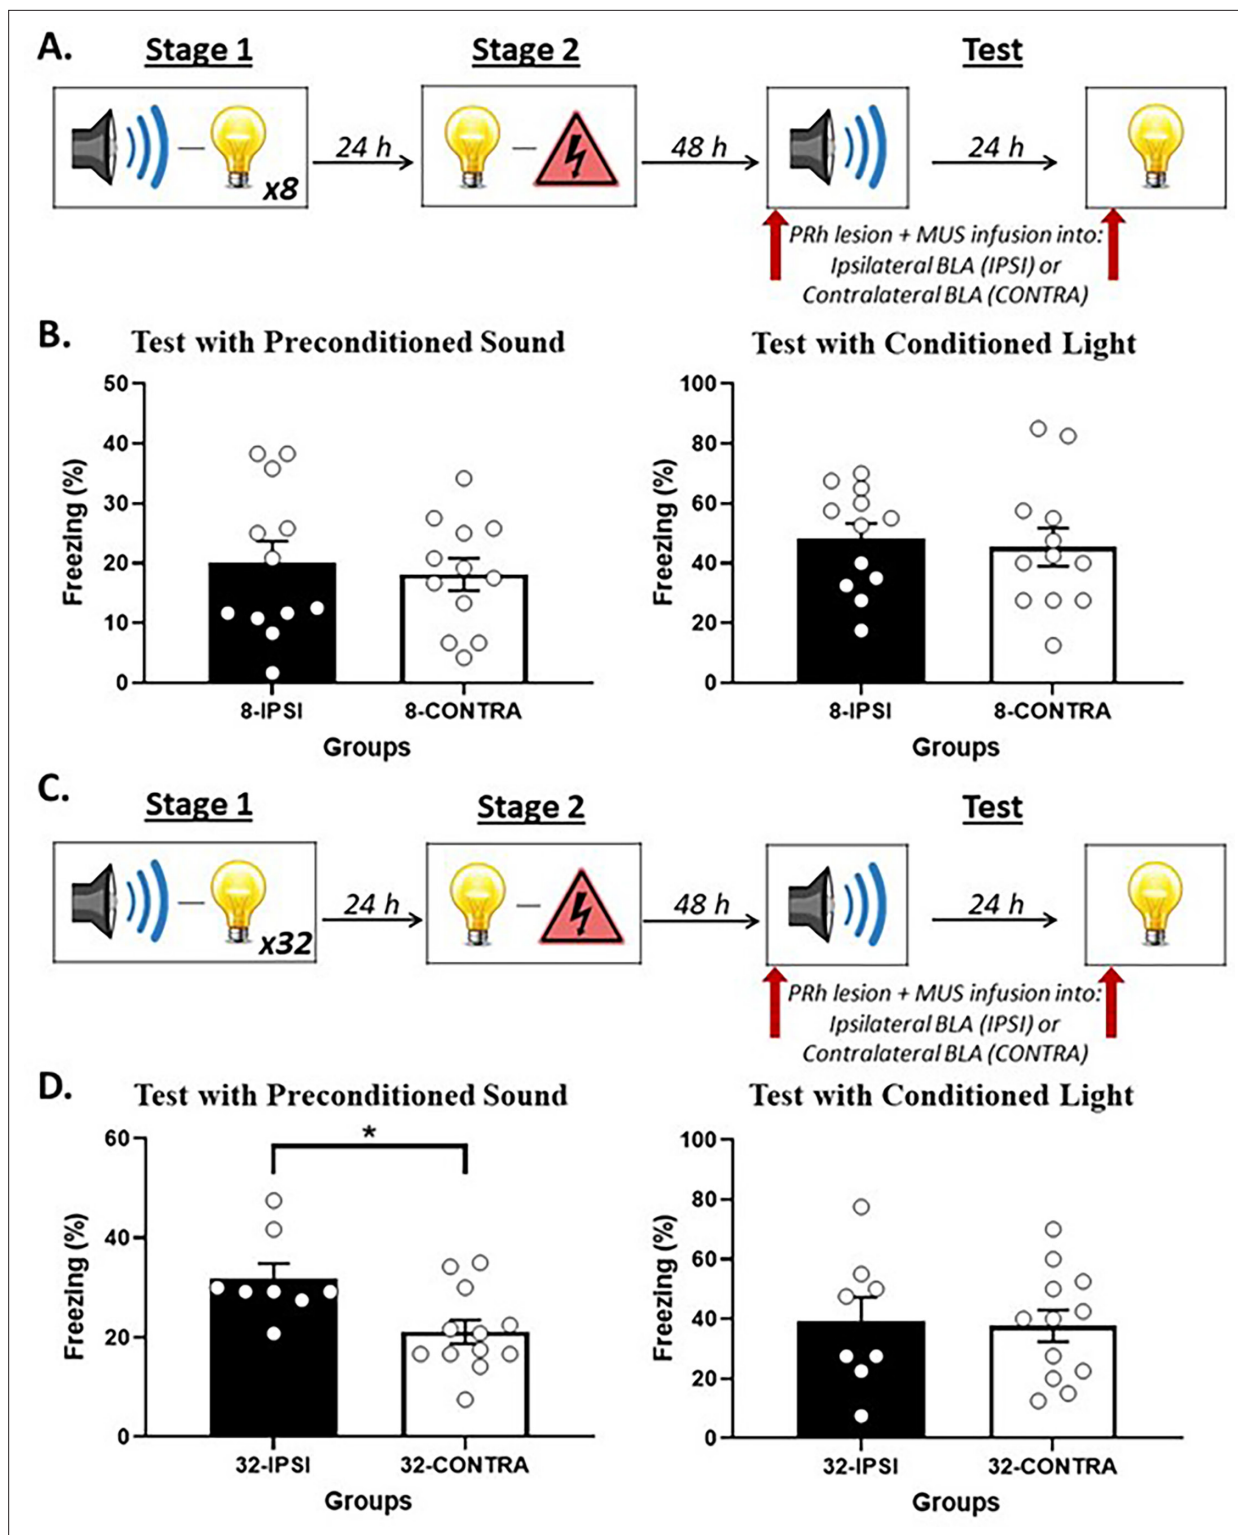 A.
Stage 1 Stage 2 Test
x8
24 h 48 h 24 h
PRh lesion + MUS infusion into:
Ipsilateral BLA (IPSI) or
Contralateral BLA (CONTRA)
B.
Test with Preconditioned Sound
50
40
30
20
10
0
Freezing (%)
8-IPSI 8-CONTRA
Groups
Test with Conditioned Light
100
80
60
40
20
0
Freezing (%)
8-IPSI 8-CONTRA
Groups
C.
Stage 1 Stage 2 Test
x32
24 h 48 h 24 h
PRh lesion + MUS infusion into:
Ipsilateral BLA (IPSI) or
Contralateral BLA (CONTRA)
D.
Test with Preconditioned Sound
60
40
20
0
Freezing (%)
*
32-IPSI 32-CONTRA
Groups
Test with Conditioned Light
100
80
60
40
20
0
Freezing (%)
32-IPSI 32-CONTRA
Groups